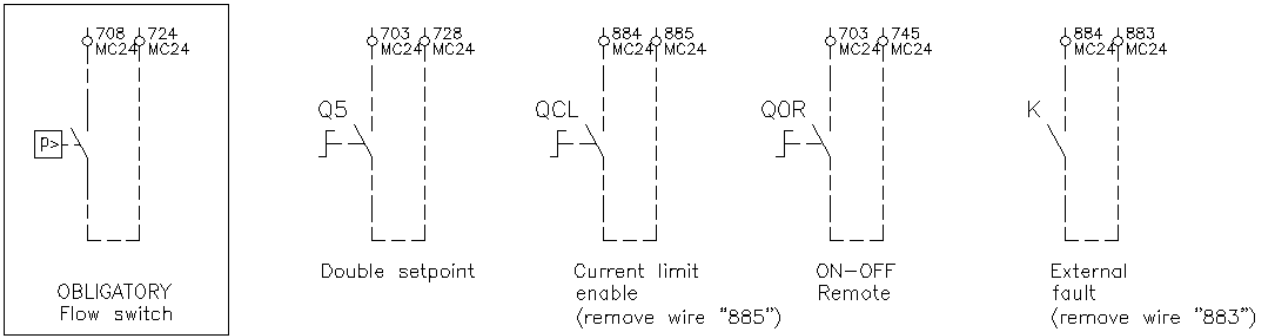 708 724
MC24 MC24
P>
OBLIGATORY
Flow switch
703 728
MC24 MC24
Q5
Double setpoint
884 885
MC24 MC24
QCL
Current limit
enable
(remove wire "885")
703 745
MC24 MC24
QOR
ON-OFF
Remote
884 883
MC24 MC24
K
External
fault
(remove wire "883")